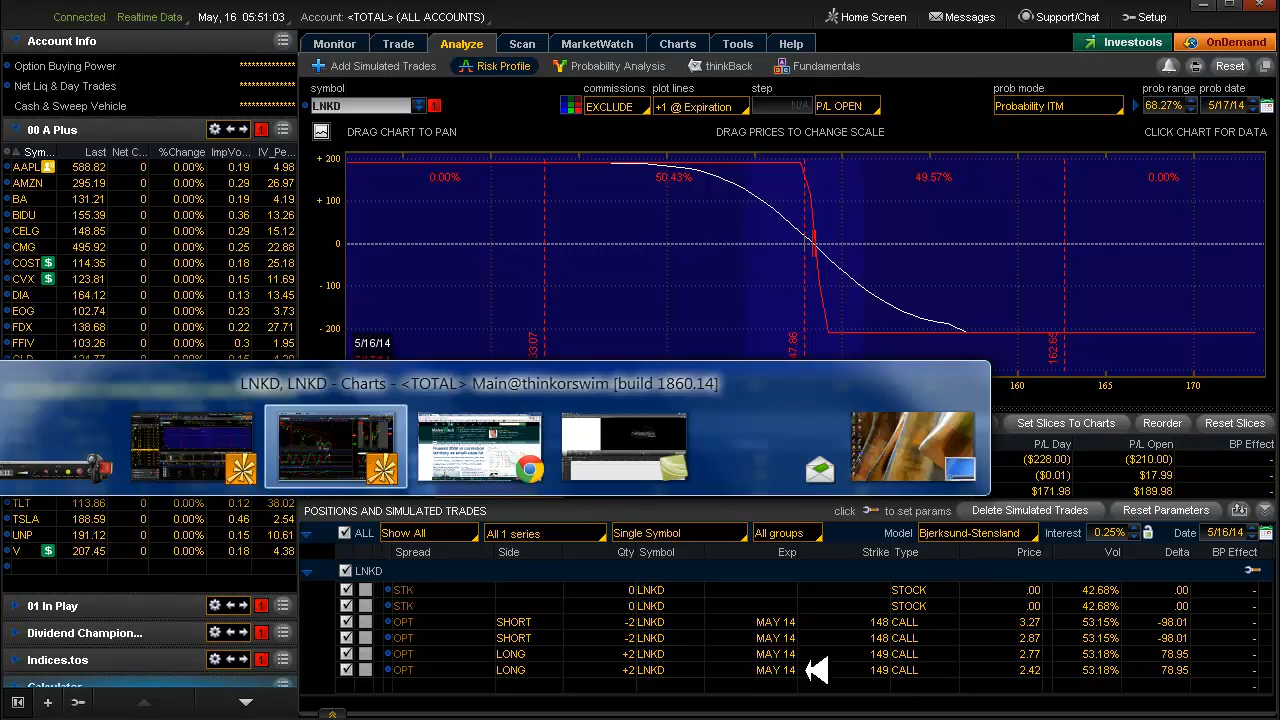 Connected Realtime Data May, 16 05:51:03 Account: <TOTAL> (ALL ACCOUNTS) Home Screen Messages Support/Chat Setup
Account Info
Monitor Trade Analyze Scan MarketWatch Charts Tools Help Investools OnDemand
Option Buying Power **************
Net Liq & Day Trades **************
Cash & Sweep Vehicle **************
Add Simulated Trades Risk Profile Probability Analysis thinkBack Fundamentals Reset
symbol commissions plot lines step prob mode prob range prob date
LNKD 1 EXCLUDE +1 @ Expiration N/A P/L OPEN Probability ITM 68.27% 5/17/14
00 A Plus 1
DRAG CHART TO PAN DRAG PRICES TO CHANGE SCALE CLICK CHART FOR DATA
Sym... Last Net C... %Change ImpVo... IV_Pe...
AAPL 588.82 0 0.00% 0.19 4.98
AMZN 295.19 0 0.00% 0.29 26.97
BA 131.21 0 0.00% 0.19 4.19
BIDU 155.39 0 0.00% 0.36 13.26
CELG 148.85 0 0.00% 0.29 15.12
CMG 495.92 0 0.00% 0.25 22.88
COST $ 114.35 0 0.00% 0.18 25.18
CVX $ 123.81 0 0.00% 0.15 11.69
DIA 164.12 0 0.00% 0.13 13.45
EOG 102.74 0 0.00% 0.23 3.73
FDX 138.68 0 0.00% 0.22 27.71
FFIV 103.26 0 0.00% 0.3 1.95
+ 200
+ 100
0
- 100
- 200
0.00% 50.43% 49.57% 0.00%
5/16/14
162.65
160 165 170
LNKD, LNKD - Charts - <TOTAL> Main@thinkorswim [build 1860.14]
Set Slices To Charts Reset Slices
P/L Day P/L Open BP Effect
($228.00) ($210.00) -
($0.01) $17.99 -
$171.98 $189.98 -
TLT 113.86 0 0.00% 0.12 38.02
TSLA 188.59 0 0.00% 0.46 2.54
UNP 191.12 0 0.00% 0.15 10.61
V $ 207.45 0 0.00% 0.18 4.38
POSITIONS AND SIMULATED TRADES click to set params Delete Simulated Trades Reset Parameters
ALL Show All All 1 series Single Symbol All groups Model Bjerksund-Stensland Interest 0.25% Date 5/16/14
Spread Side Qty Symbol Exp Strike Type Price Vol Delta BP Effect
LNKD
STK 0 LNKD STOCK .00 42.68% .00 -
STK 0 LNKD STOCK .00 42.68% .00 -
OPT SHORT -2 LNKD MAY 14 148 CALL 3.27 53.15% -98.01 -
OPT SHORT -2 LNKD MAY 14 148 CALL 2.87 53.15% -98.01 -
OPT LONG +2 LNKD MAY 14 149 CALL 2.77 53.18% 78.95 -
OPT LONG +2 LNKD MAY 14 149 CALL 2.42 53.18% 78.95 -
01 In Play 1
Dividend Champion... 1
Indices.tos 1